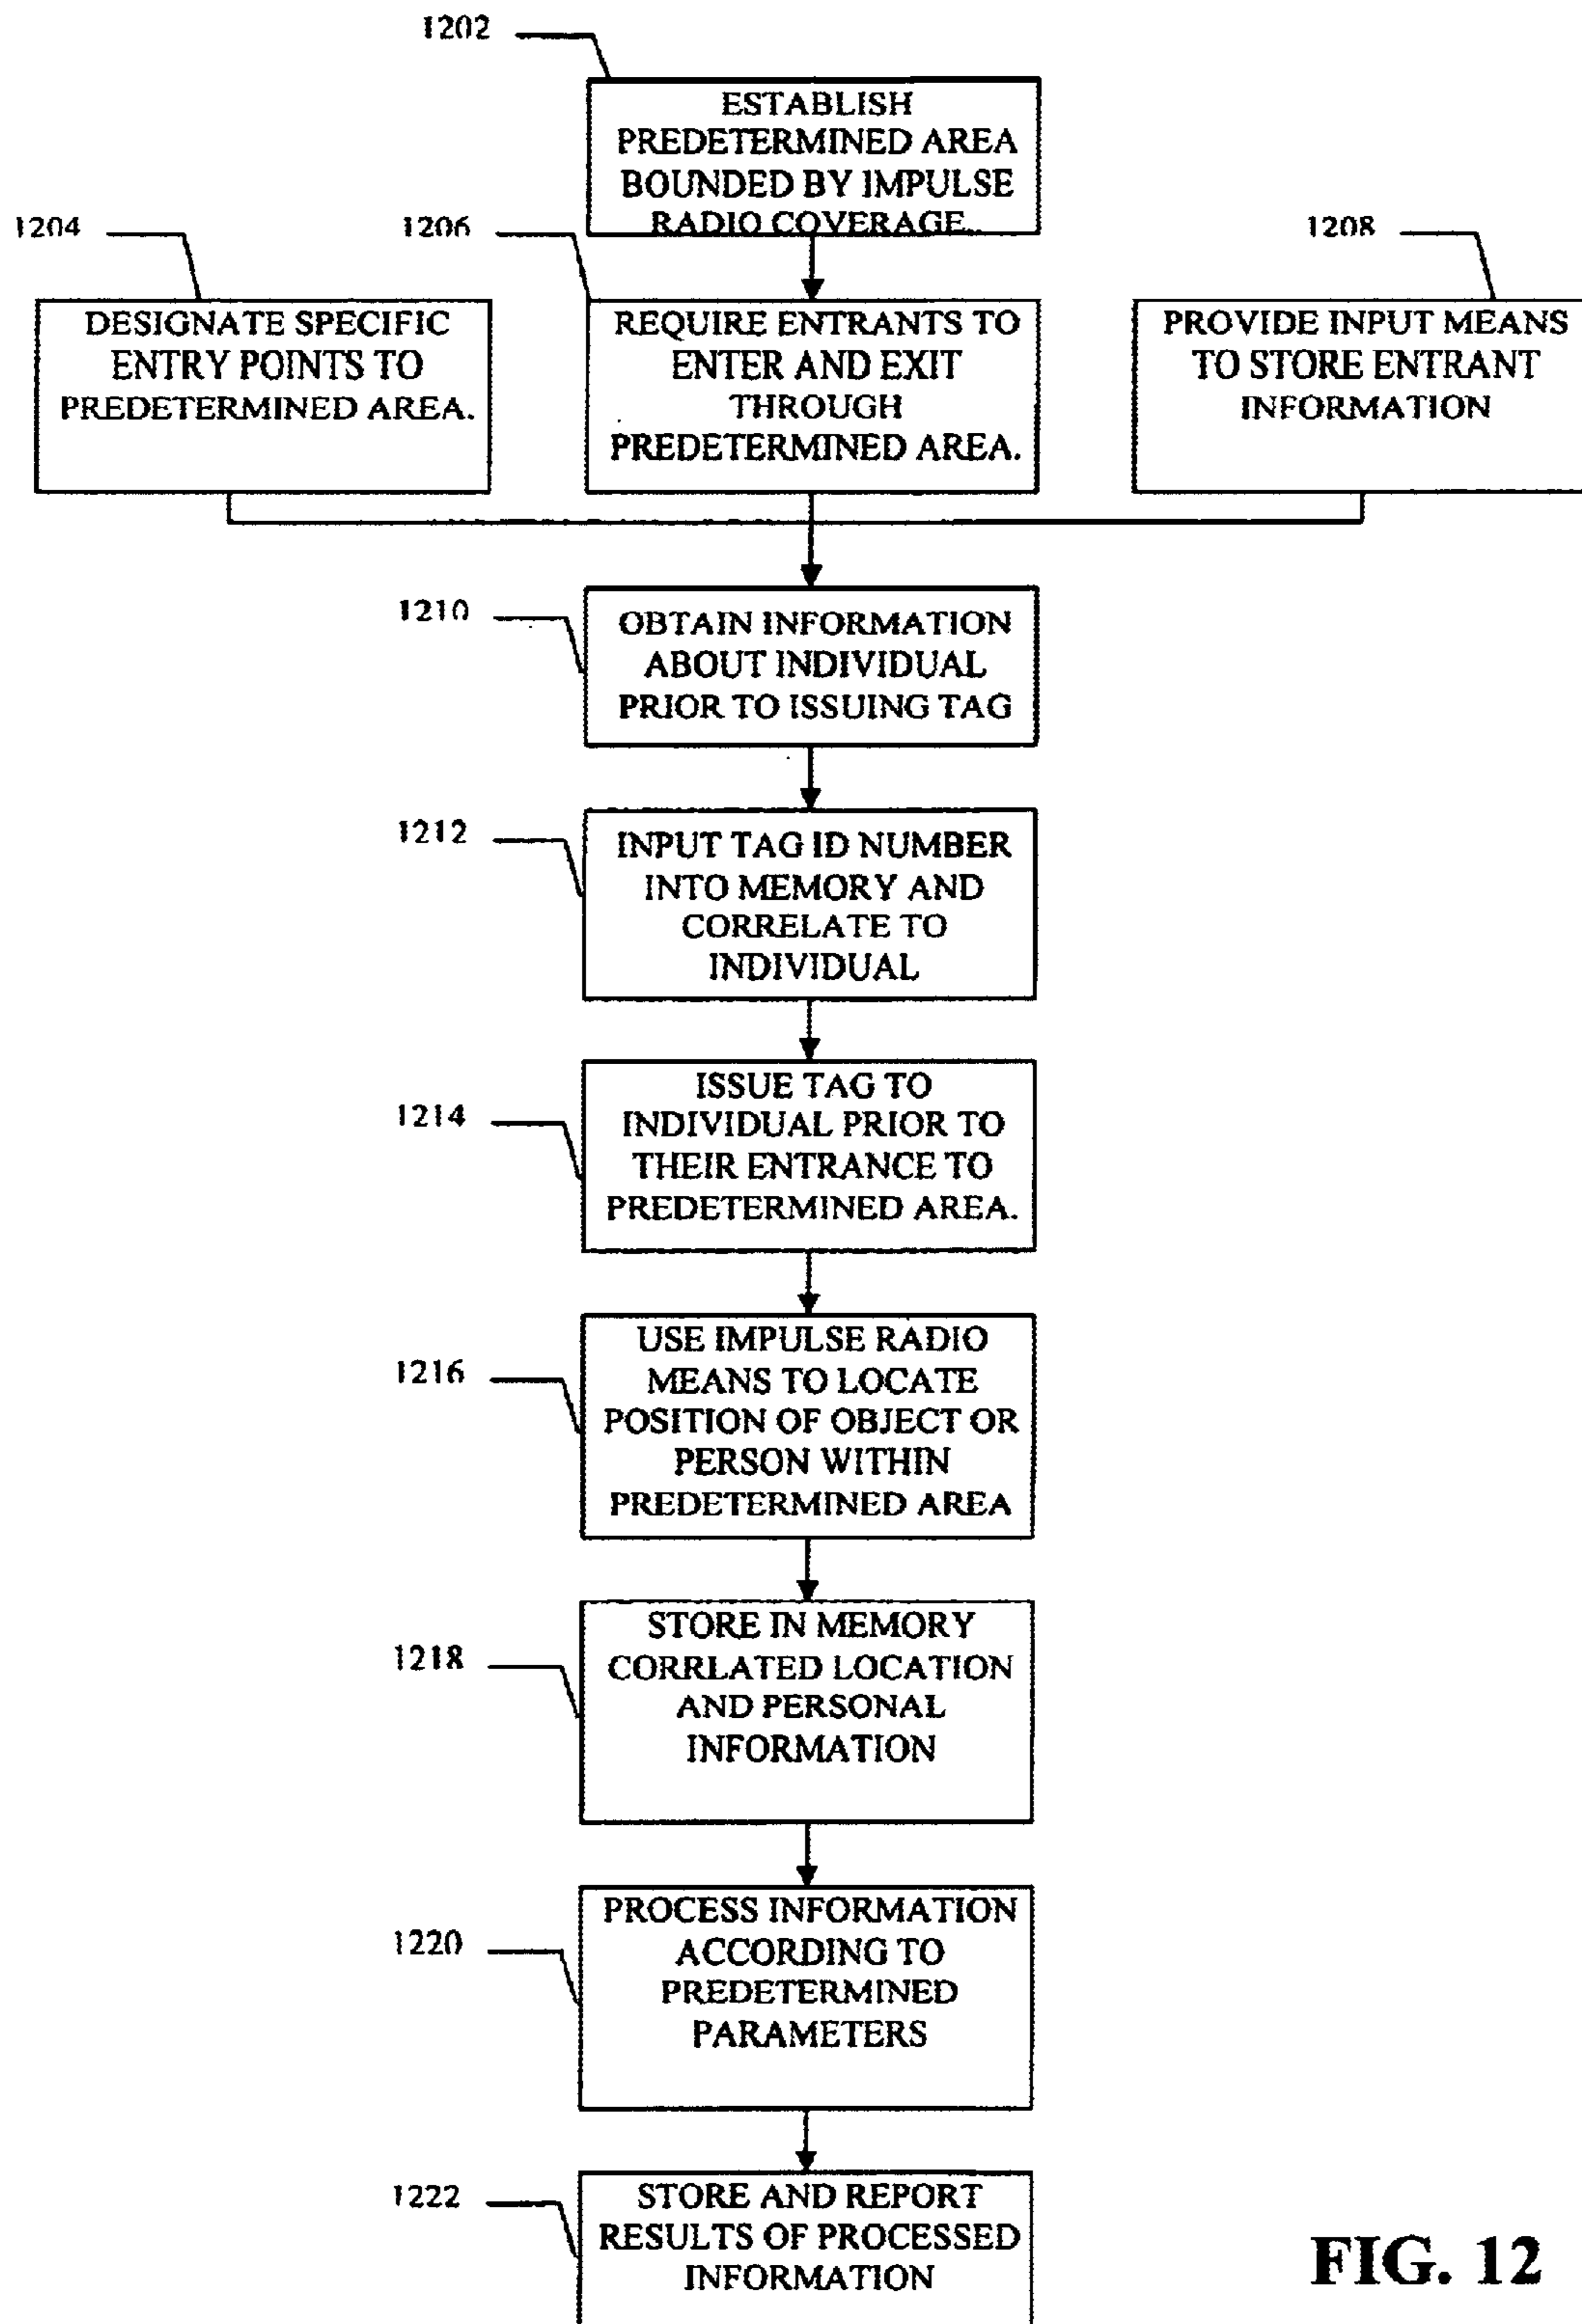 1202
ESTABLISH
PREDETERMINED AREA
BOUNDED BY IMPULSE
RADIO COVERAGE.
1204
DESIGNATE SPECIFIC
ENTRY POINTS TO
PREDETERMINED AREA.
1206
REQUIRE ENTRANTS TO
ENTER AND EXIT
THROUGH
PREDETERMINED AREA.
1208
PROVIDE INPUT MEANS
TO STORE ENTRANT
INFORMATION
1210
OBTAIN INFORMATION
ABOUT INDIVIDUAL
PRIOR TO ISSUING TAG
1212
INPUT TAG ID NUMBER
INTO MEMORY AND
CORRELATE TO
INDIVIDUAL
1214
ISSUE TAG TO
INDIVIDUAL PRIOR TO
THEIR ENTRANCE TO
PREDETERMINED AREA.
1216
USE IMPULSE RADIO
MEANS TO LOCATE
POSITION OF OBJECT OR
PERSON WITHIN
PREDETERMINED AREA
1218
STORE IN MEMORY
CORRLATED LOCATION
AND PERSONAL
INFORMATION
1220
PROCESS INFORMATION
ACCORDING TO
PREDETERMINED
PARAMETERS
1222
STORE AND REPORT
RESULTS OF PROCESSED
INFORMATION
FIG. 12